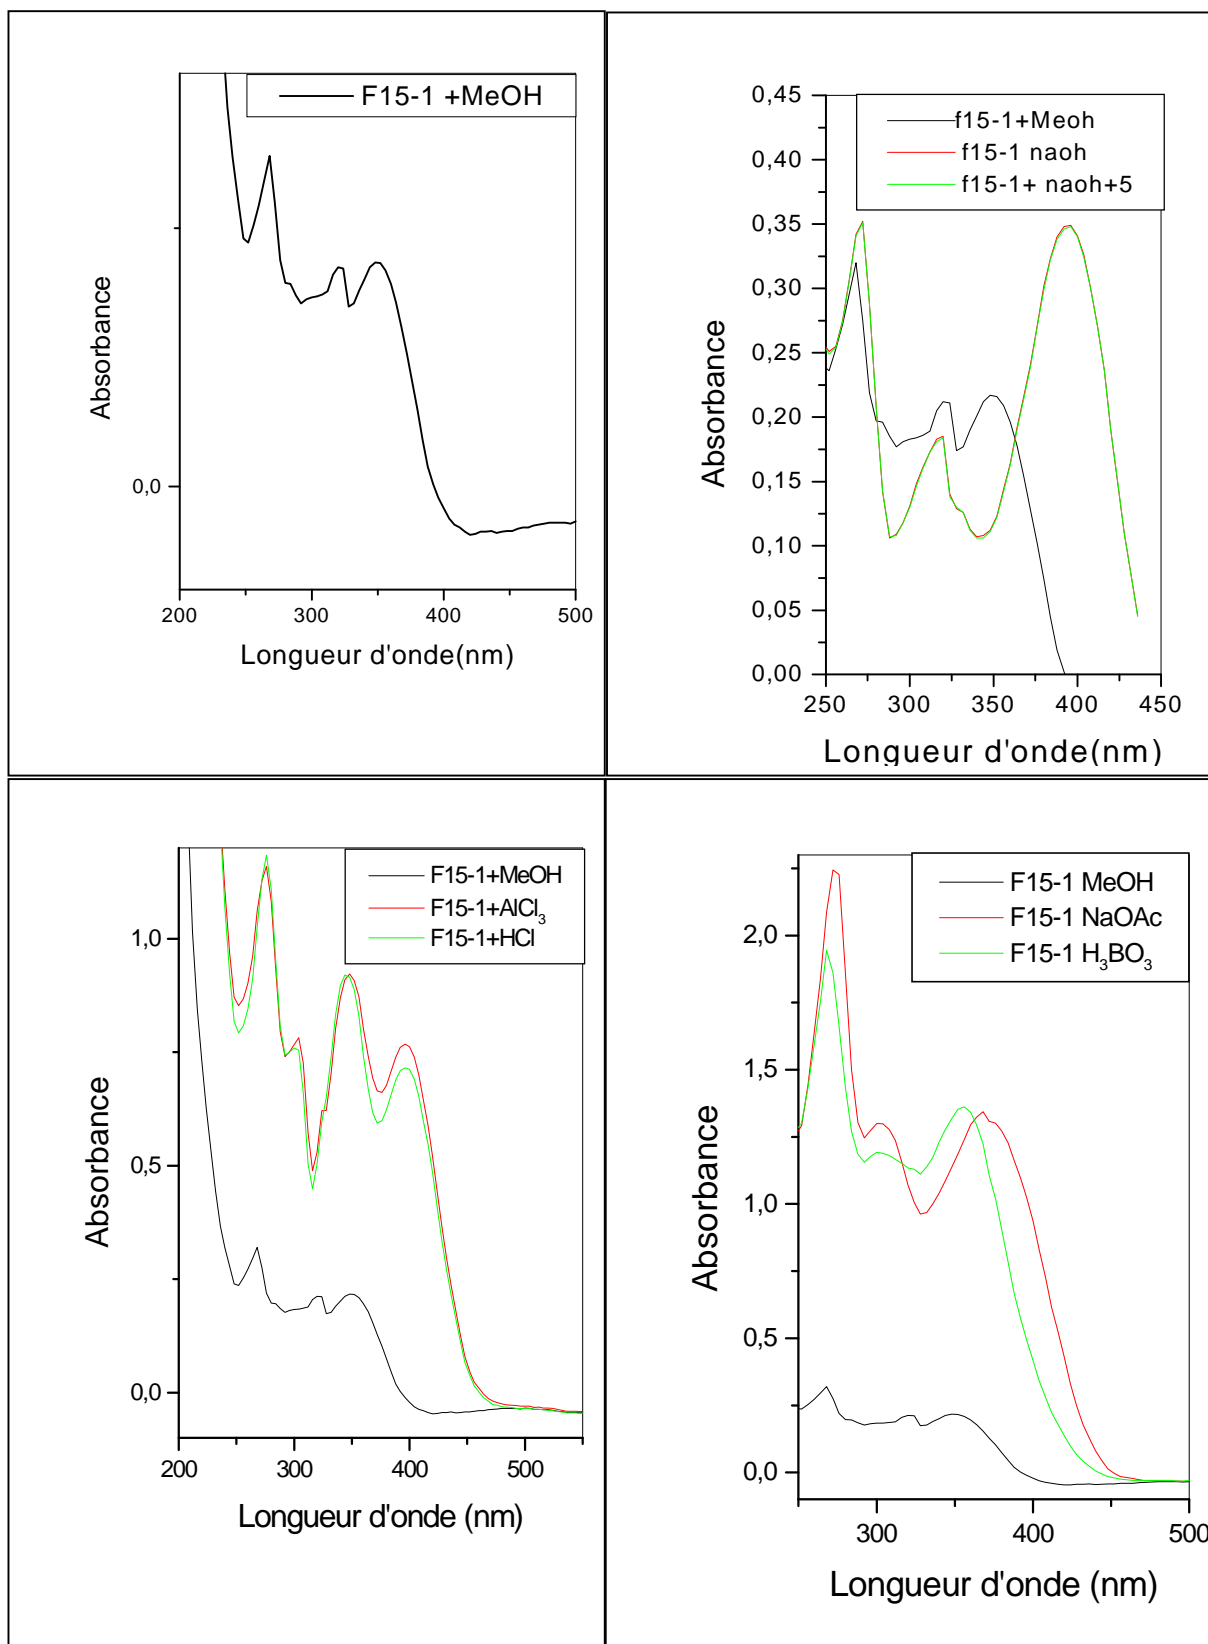 F15-1 +MeOH
Absorbance
0,0
200
300
400
500
Longueur d'onde(nm)
f15-1+Meoh
f15-1 naoh
f15-1+ naoh+5
Absorbance
0,45
0,40
0,35
0,30
0,25
0,20
0,15
0,10
0,05
0,00
250
300
350
400
450
Longueur d'onde(nm)
F15-1+MeOH
F15-1+AlCl3
F15-1+HCl
Absorbance
1,0
0,5
0,0
200
300
400
500
Longueur d'onde (nm)
F15-1 MeOH
F15-1 NaOAc
F15-1 H3BO3
Absorbance
2,0
1,5
1,0
0,5
0,0
300
400
500
Longueur d'onde (nm)